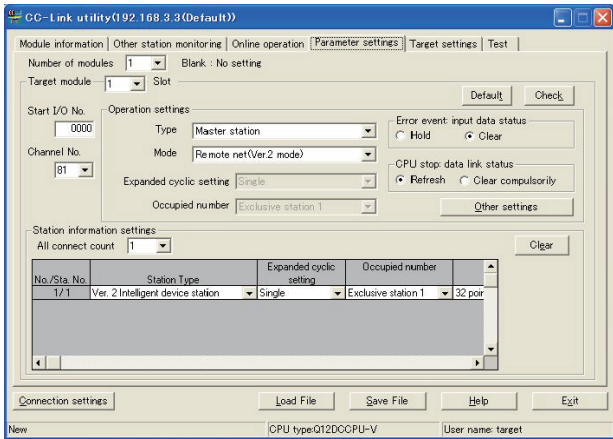 CC-Link utility(192.168.3.3(Default))
Module information Other station monitoring Online operation Parameter settings Target settings Test
Number of modules 1 Blank : No setting
Target module 1 Slot
Default Check
Start I/O No.
0000
Channel No.
81
Operation settings
Type Master station
Mode Remote net(Ver.2 mode)
Expanded cyclic setting Single
Occupied number Exclusive station 1
Error event: input data status
Hold Clear
CPU stop: data link status
Refresh Clear compulsorily
Other settings
Station information settings
All connect count 1
Clear
No./Sta. No. Station Type Expanded cyclic setting Occupied number
1/1 Ver. 2 Intelligent device station Single Exclusive station 1 32 poin
Connection settings Load File Save File Help Exit
New CPU type:Q12DCCPU-V User name: target